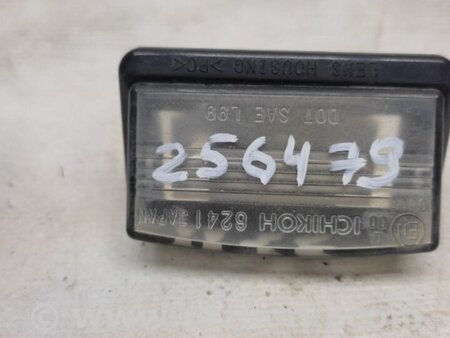 LENS HOUSING >PC<
DOT SAE L99
256479
ICHIKOH 6241 JAPAN